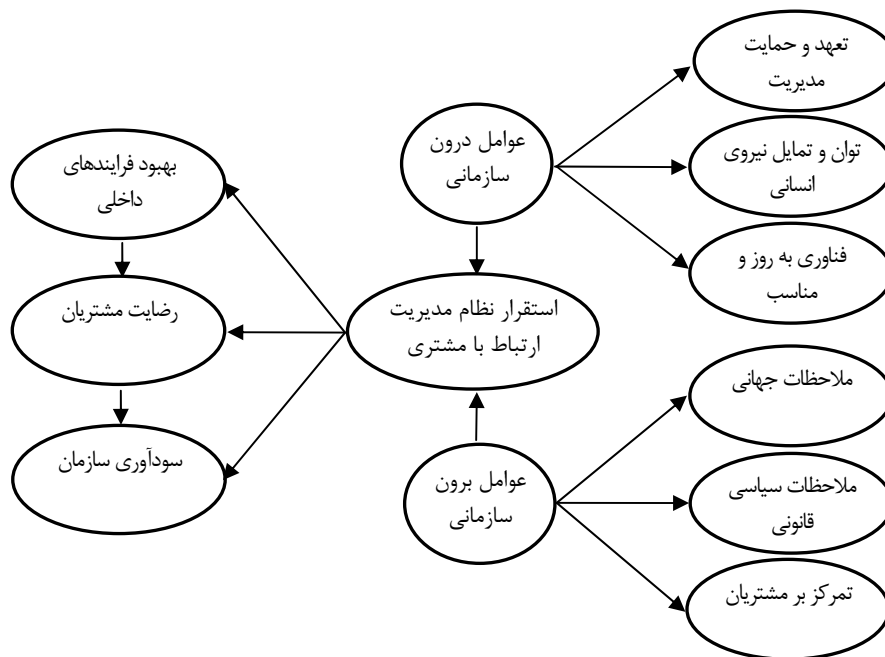 تعهد و حمایت
مدیریت
عوامل درون
سازمانی
توان و تمایل نیروی
انسانی
بهبود فرایندهای
داخلی
فناوری به روز و
مناسب
استقرار نظام مدیریت
ارتباط با مشتری
رضایت مشتریان
ملاحظات جهانی
سودآوری سازمان
عوامل برون
سازمانی
ملاحظات سیاسی
قانونی
تمرکز بر مشتریان